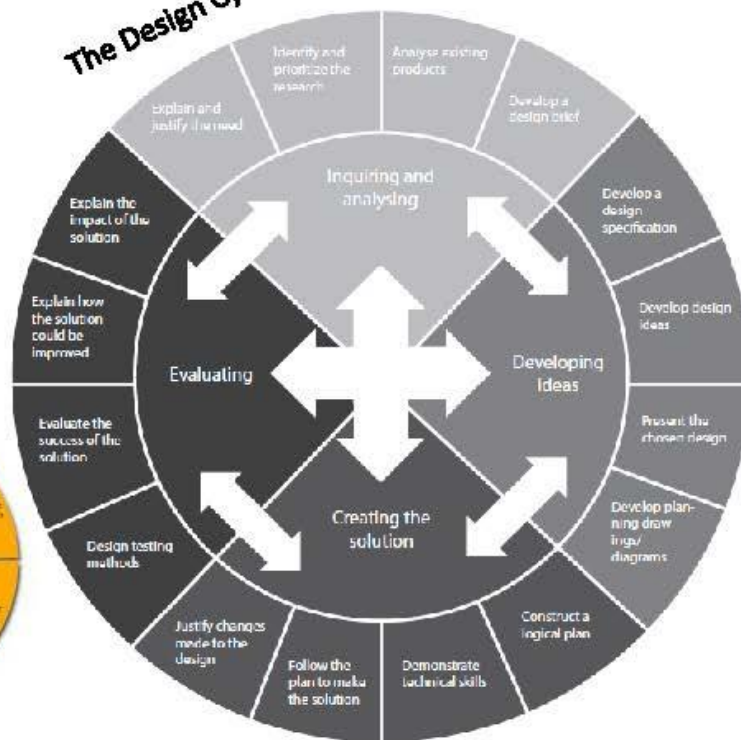 The Design Cy
Explain and
justify the need
Identify and
prioritize the
research
Analyse existing
products
Develop a
design brief
Inquiring and
analysing
Develop a
design
specification
Develop design
ideas
Present the
chosen design
Develop plan-
ning draw
ings/
diagrams
Developing
ideas
Construct a
logical plan
Demonstrate
technical skills
Follow the
plan to make
the solution
Justify changes
made to the
design
Creating the
solution
Design testing
methods
Evaluate the
success of the
solution
Explain how
the solution
could be
improved
Explain the
impact of the
solution
Evaluating